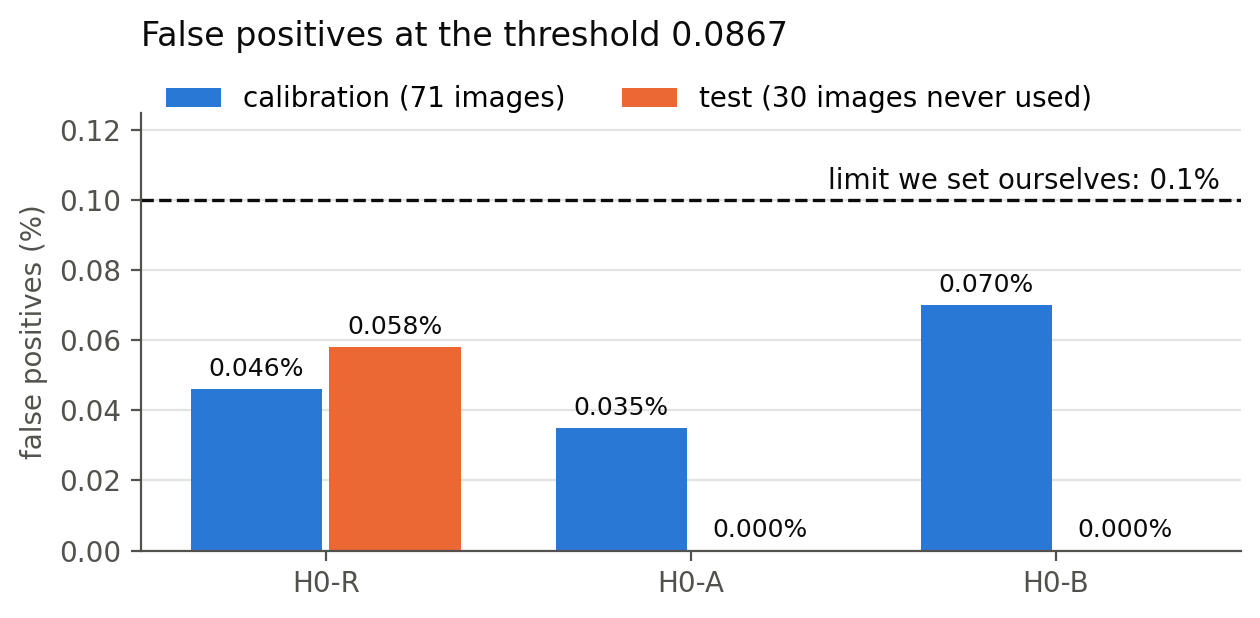 False positives at the threshold 0.0867
calibration (71 images)
test (30 images never used)
0.12
limit we set ourselves: 0.1%
0.10
false positives (%)
0.08
0.070%
0.058%
0.06
0.046%
0.035%
0.04
0.02
0.000%
0.000%
0.00
H0-R
H0-A
H0-B